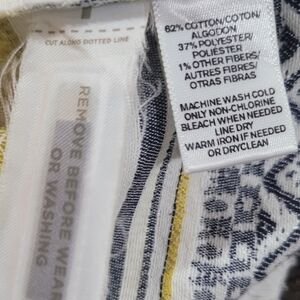 CUT ALONG DOTTED LINE
REMOVE BEFORE WEAR
OR WASHING
62% COTTON/COTON/
ALGODON
37% POLYESTER/
POLIESTER
1% OTHER FIBERS/
AUTRES FIBRES/
OTRAS FIBRAS
MACHINE WASH COLD
ONLY NON-CHLORINE
BLEACH WHEN NEEDED
LINE DRY
WARM IRON IF NEEDED
OR DRYCLEAN